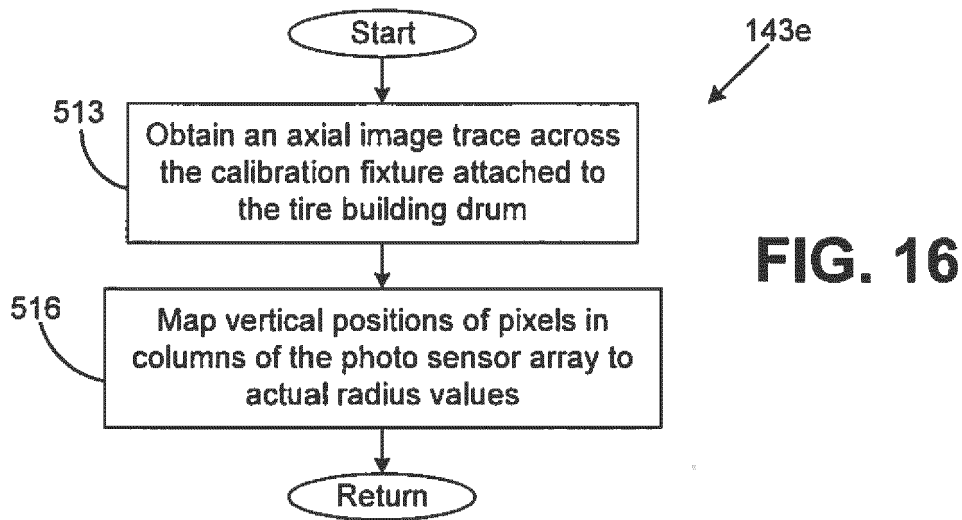 Start
143e
513
Obtain an axial image trace across
the calibration fixture attached to
the tire building drum
FIG. 16
516
Map vertical positions of pixels in
columns of the photo sensor array to
actual radius values
Return